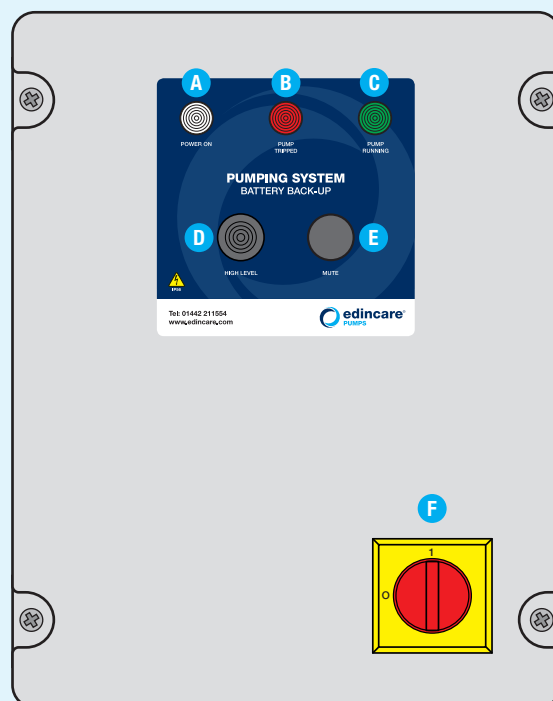 A B C
POWER ON
PUMP
TRIPPED
PUMP
RUNNING
PUMPING SYSTEM
BATTERY BACK-UP
D E
HIGH LEVEL MUTE
IP56
Tel: 01442 211554
www.edincare.com
edincare®
PUMPS
F
1
O